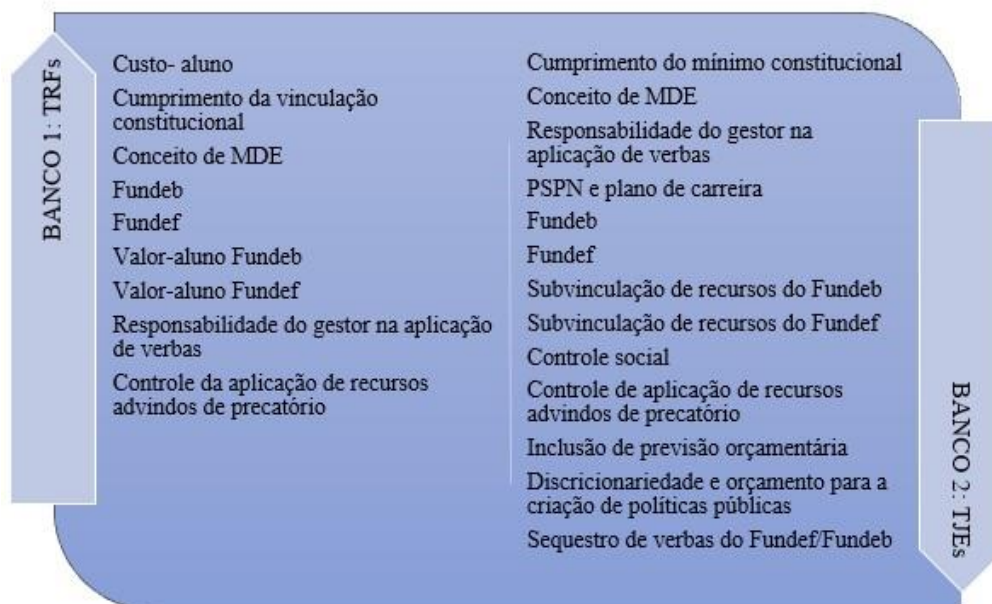 BANCO 1: TRFs
Custo- aluno
Cumprimento da vinculação
constitucional
Conceito de MDE
Fundeb
Fundef
Valor-aluno Fundeb
Valor-aluno Fundef
Responsabilidade do gestor na aplicação
de verbas
Controle da aplicação de recursos
advindos de precatório
Cumprimento do mínimo constitucional
Conceito de MDE
Responsabilidade do gestor na
aplicação de verbas
PSPN e plano de carreira
Fundeb
Fundef
Subvinculação de recursos do Fundeb
Subvinculação de recursos do Fundef
Controle social
Controle de aplicação de recursos
advindos de precatório
Inclusão de previsão orçamentária
Discricionariedade e orçamento para a
criação de políticas públicas
Sequestro de verbas do Fundef/Fundeb
BANCO 2: TJEs